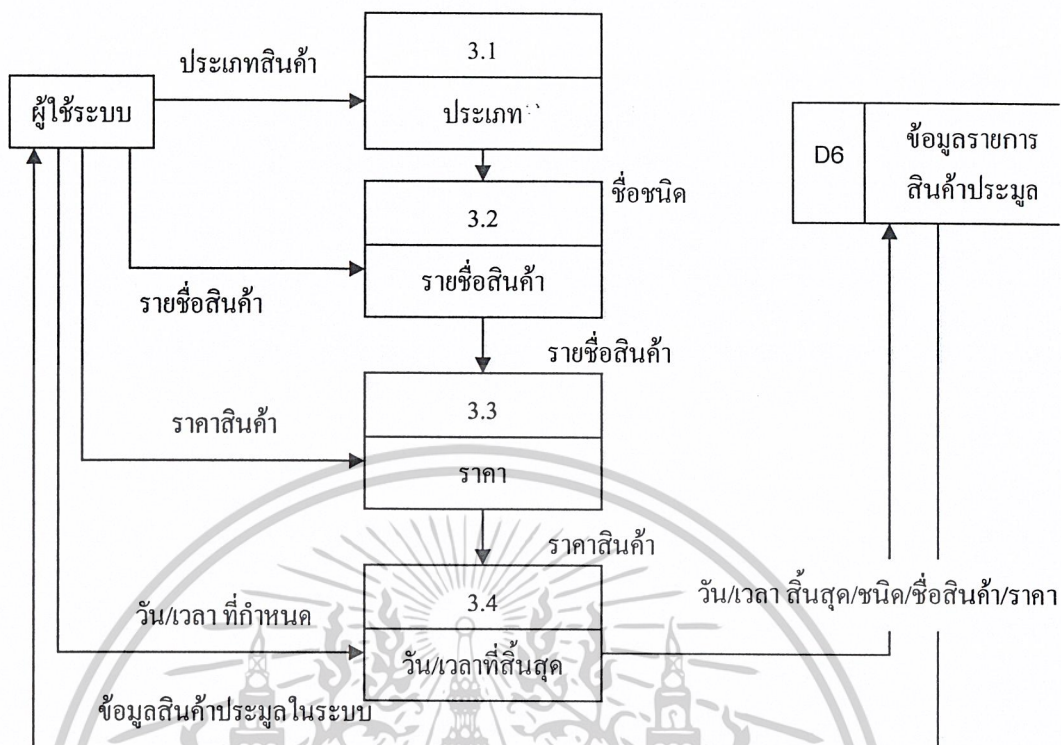 ประเภทสินค้า
ผู้ใช้ระบบ
3.1
ประเภท
ชื่อชนิด
D6
ข้อมูลรายการ
สินค้าประมูล
3.2
รายชื่อสินค้า
รายชื่อสินค้า
รายชื่อสินค้า
3.3
ราคา
ราคาสินค้า
ราคาสินค้า
3.4
วัน/เวลาที่สิ้นสุด
วัน/เวลา ที่กำหนด
วัน/เวลา สิ้นสุด/ชนิด/ชื่อสินค้า/ราคา
ข้อมูลสินค้าประมูลในระบบ